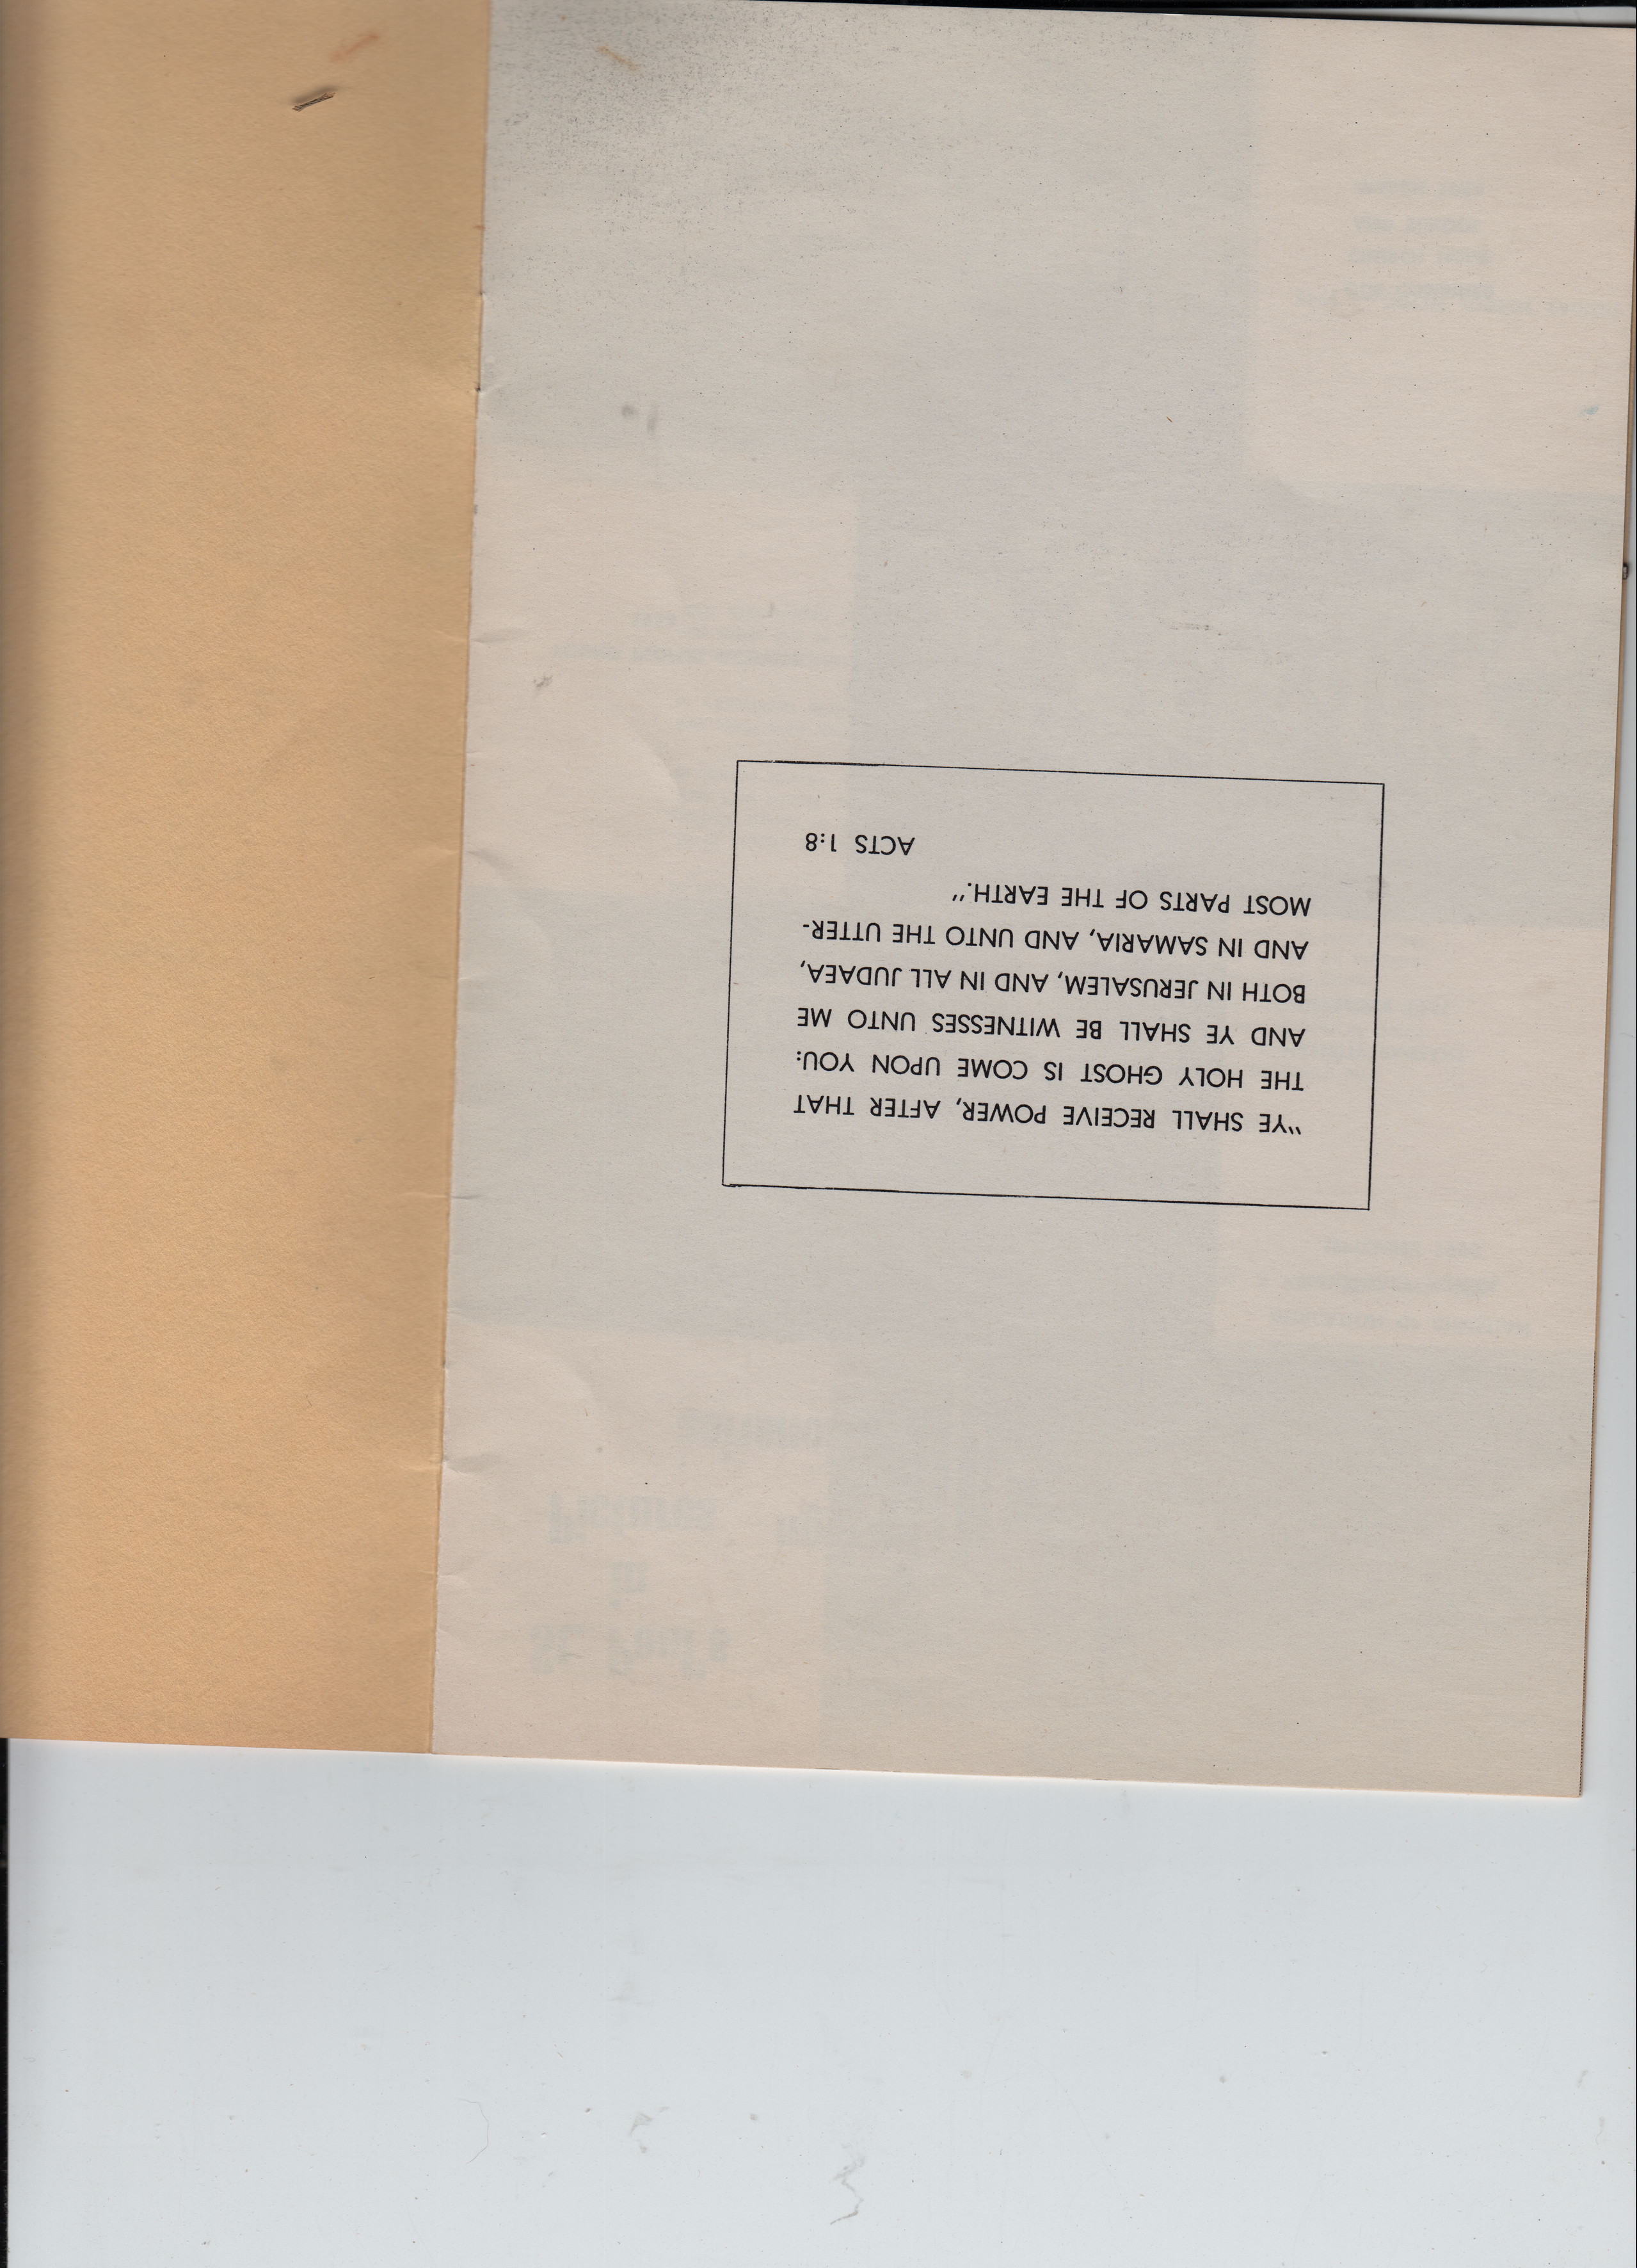 "YE SHALL RECEIVE POWER, AFTER THAT
THE HOLY GHOST IS COME UPON YOU:
AND YE SHALL BE WITNESSES UNTO ME
BOTH IN JERUSALEM, AND IN ALL JUDAEA,
AND IN SAMARIA, AND UNTO THE UTTER-
MOST PARTS OF THE EARTH."
ACTS 1:8